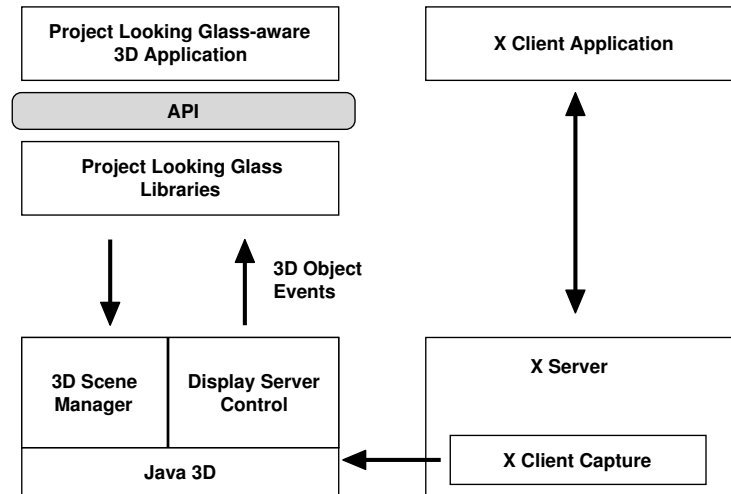 Project Looking Glass-aware
3D Application
API
Project Looking Glass
Libraries
3D Object
Events
3D Scene
Manager
Display Server
Control
Java 3D
X Client Application
X Server
X Client Capture